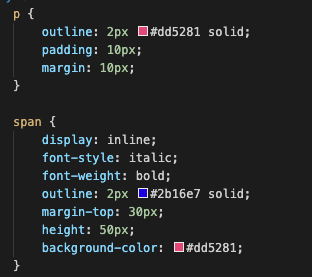 p {
    outline: 2px #dd5281 solid;
    padding: 10px;
    margin: 10px;
}

span {
    display: inline;
    font-style: italic;
    font-weight: bold;
    outline: 2px #2b16e7 solid;
    margin-top: 30px;
    height: 50px;
    background-color: #dd5281;
}